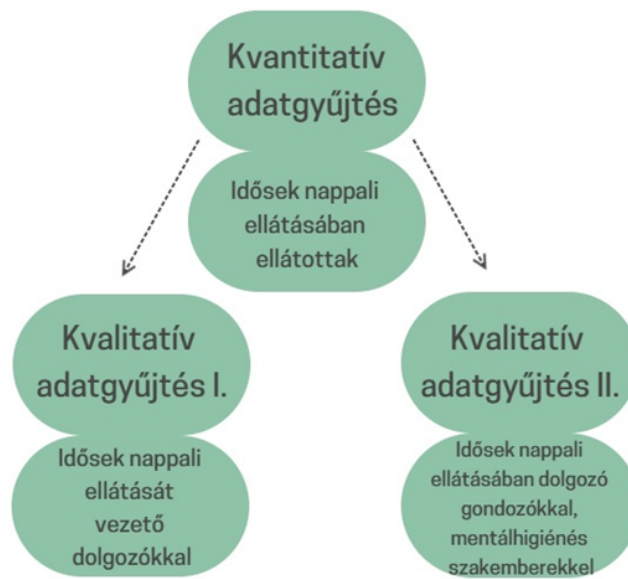 Kvantitatív
adatgyűjtés
Idősek nappali
ellátásában
ellátottak
Kvalitatív
adatgyűjtés I.
Idősek nappali
ellátását
vezető
dolgozókkal
Kvalitatív
adatgyűjtés II.
Idősek nappali
ellátásában dolgozó
gondozókkal,
mentálhigiénés
szakemberekkel